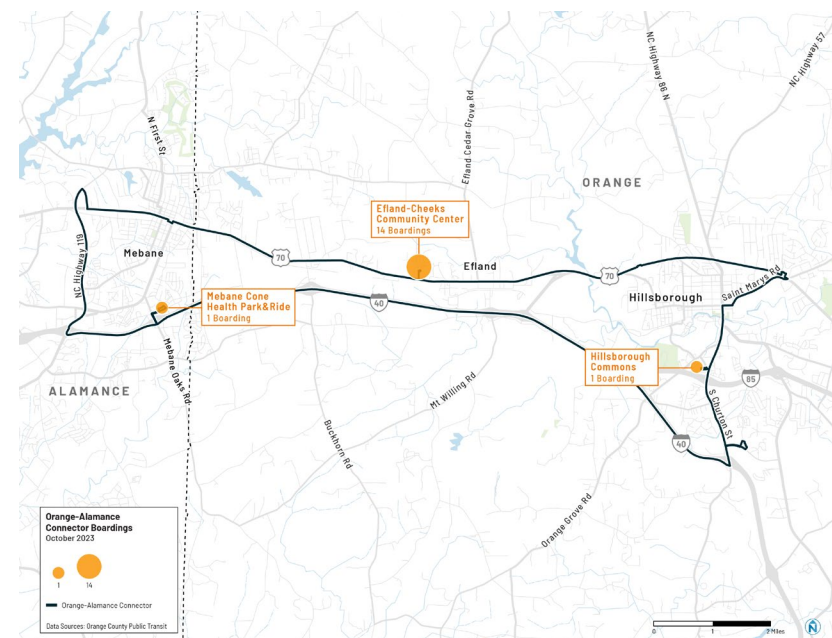 NC Highway 86 N
NC Highway 57
N First St
Efland Cedar Grove Rd
ORANGE
Efland-Cheeks
Community Center
14 Boardings
NC Highway 119
Mebane
70
Efland
70
Saint Marys Rd
Hillsborough
Mebane Cone
Health Park&Ride
1 Boarding
40
Hillsborough
Commons
1 Boarding
85
ALAMANCE
Mebane Oaks Rd
Mt Willing Rd
S Churton St
Buckhorn Rd
40
Orange Grove Rd
Orange-Alamance
Connector Boardings
October 2023
1
14
Orange-Alamance Connector
Data Sources: Orange County Public Transit
0
1
2 Miles
N